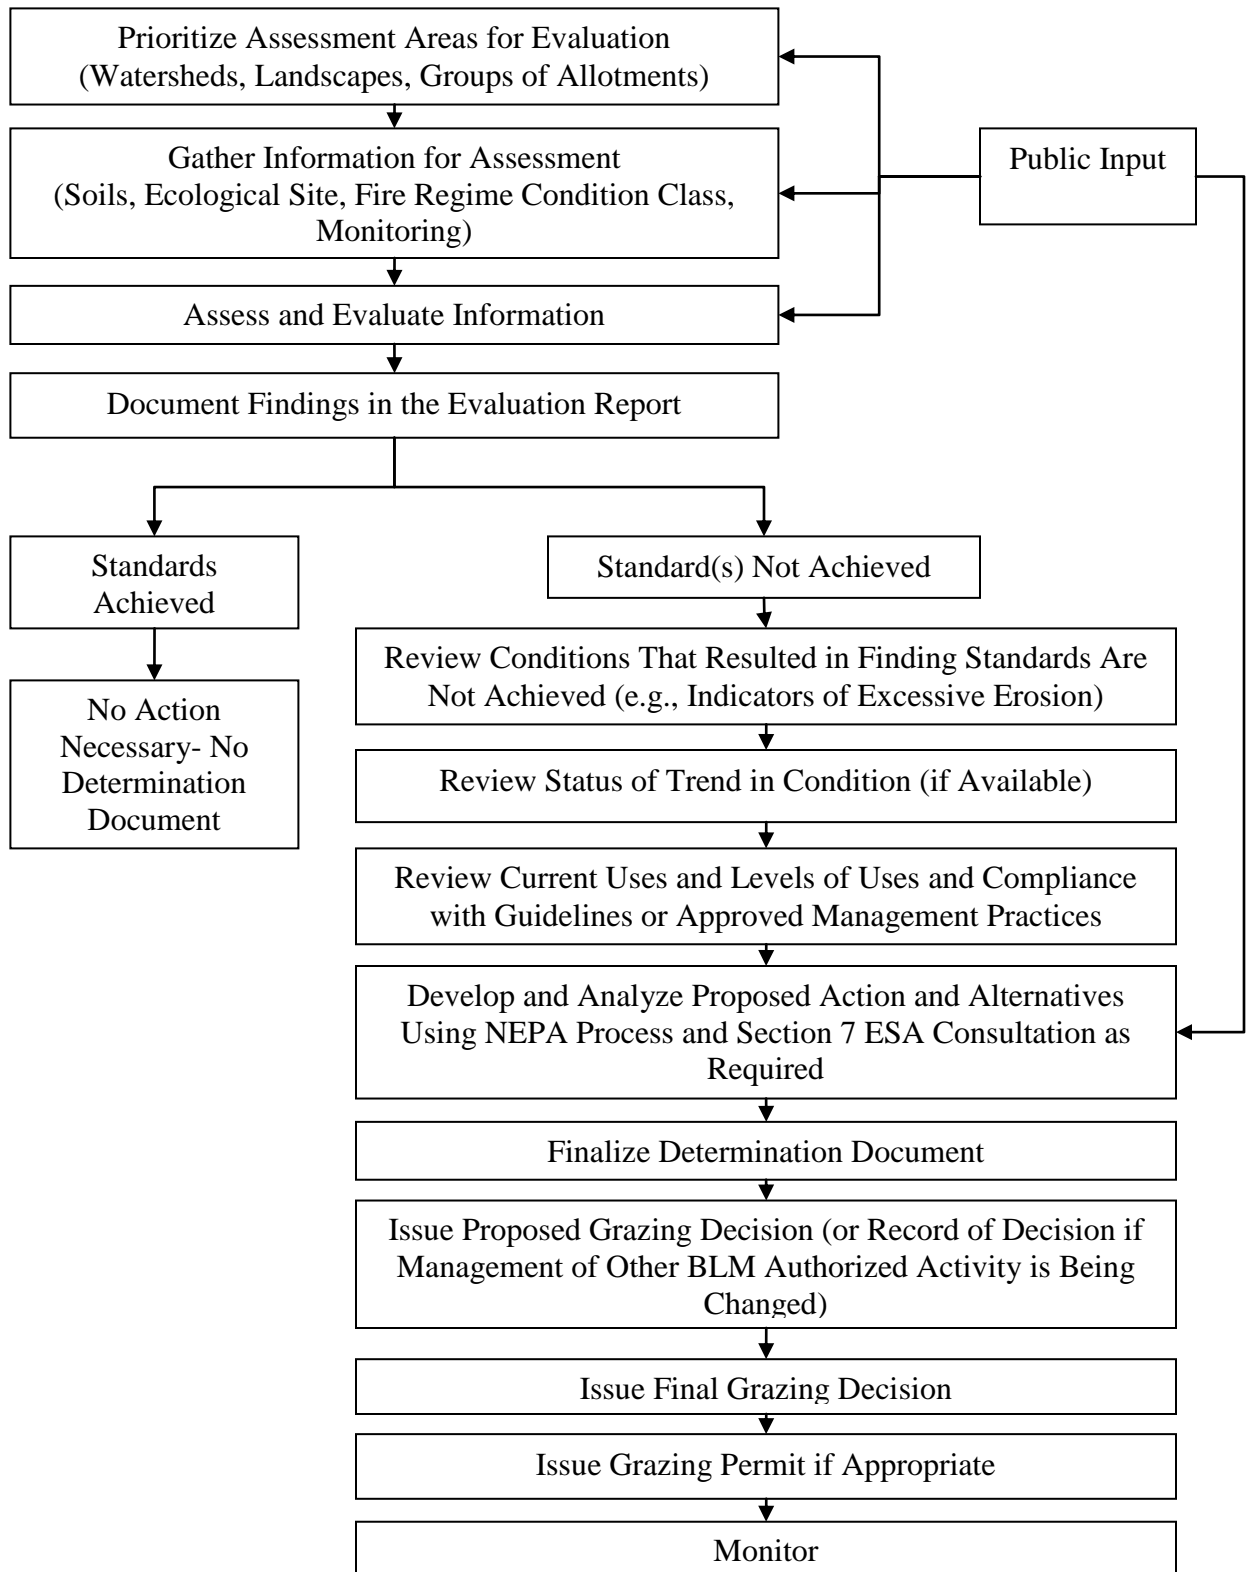 Prioritize Assessment Areas for Evaluation
(Watersheds, Landscapes, Groups of Allotments)
Public Input
Gather Information for Assessment
(Soils, Ecological Site, Fire Regime Condition Class,
Monitoring)
Assess and Evaluate Information
Document Findings in the Evaluation Report
Standards
Achieved
No Action
Necessary- No
Determination
Document
Standard(s) Not Achieved
Review Conditions That Resulted in Finding Standards Are
Not Achieved (e.g., Indicators of Excessive Erosion)
Review Status of Trend in Condition (if Available)
Review Current Uses and Levels of Uses and Compliance
with Guidelines or Approved Management Practices
Develop and Analyze Proposed Action and Alternatives
Using NEPA Process and Section 7 ESA Consultation as
Required
Finalize Determination Document
Issue Proposed Grazing Decision (or Record of Decision if
Management of Other BLM Authorized Activity is Being
Changed)
Issue Final Grazing Decision
Issue Grazing Permit if Appropriate
Monitor